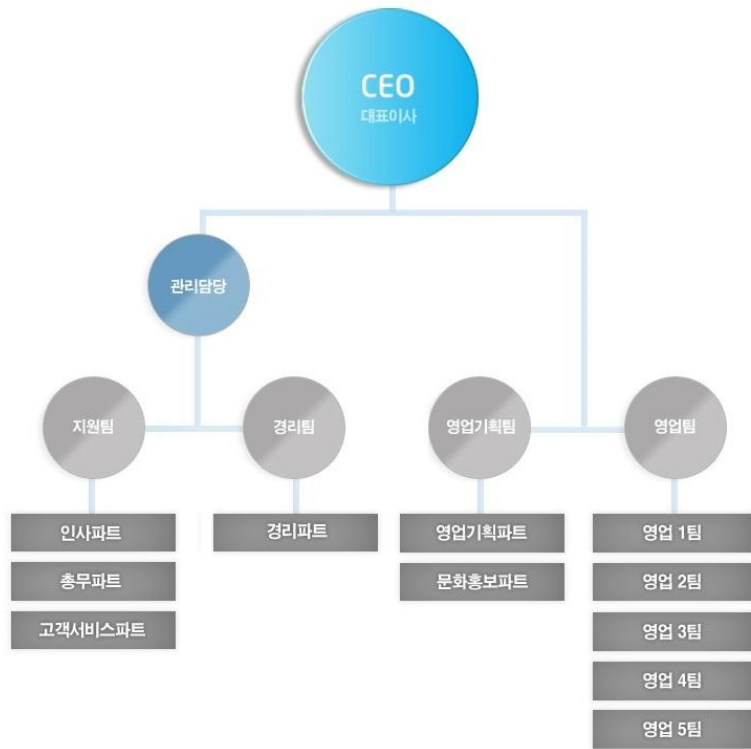 CEO
대표이사
관리담당
지원팀
경리팀
영업기획팀
영업팀
인사파트
경리파트
영업기획파트
영업 1팀
총무파트
문화홍보파트
영업 2팀
고객서비스파트
영업 3팀
영업 4팀
영업 5팀